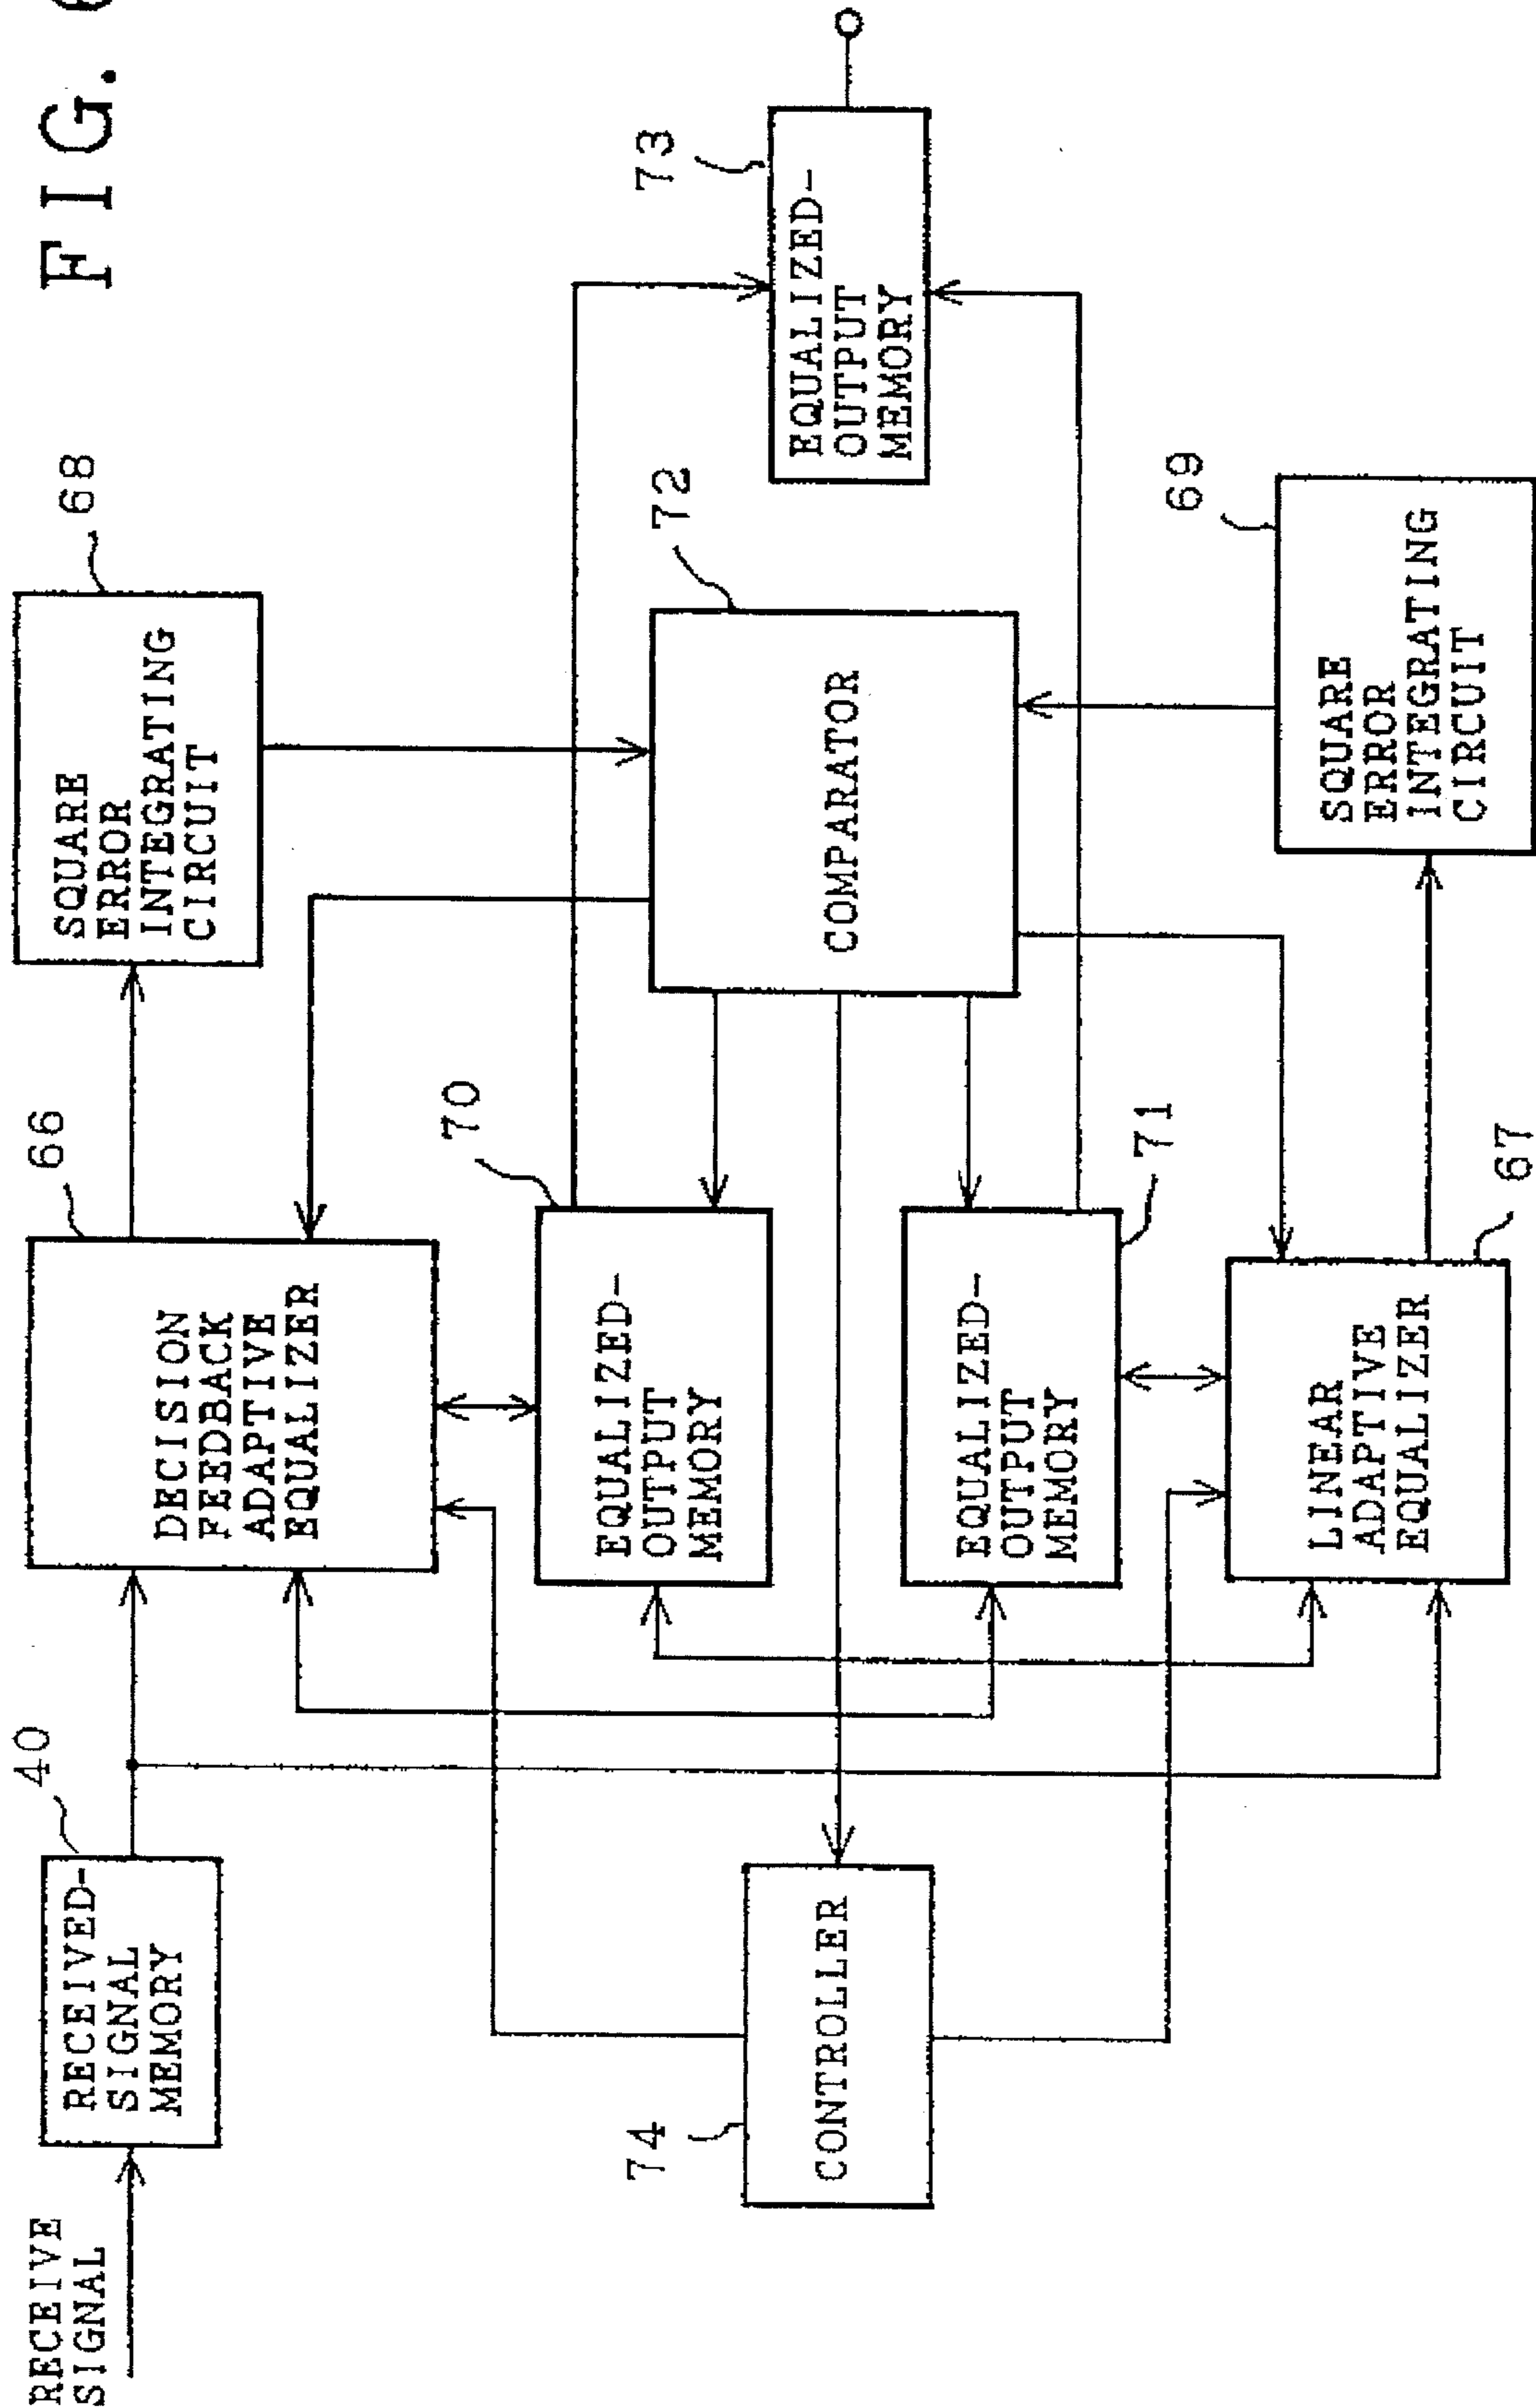 FIG.
RECEIVE
SIGNAL
40
RECEIVED-
SIGNAL
MEMORY
66
DECISION
FEEDBACK
ADAPTIVE
EQUALIZER
68
SQUARE
ERROR
INTEGRATING
CIRCUIT
70
EQUALIZED-
OUTPUT
MEMORY
72
COMPARATOR
73
EQUALIZED-
OUTPUT
MEMORY
74
CONTROLLER
71
EQUALIZED-
OUTPUT
MEMORY
67
LINEAR
ADAPTIVE
EQUALIZER
69
SQUARE
ERROR
INTEGRATING
CIRCUIT